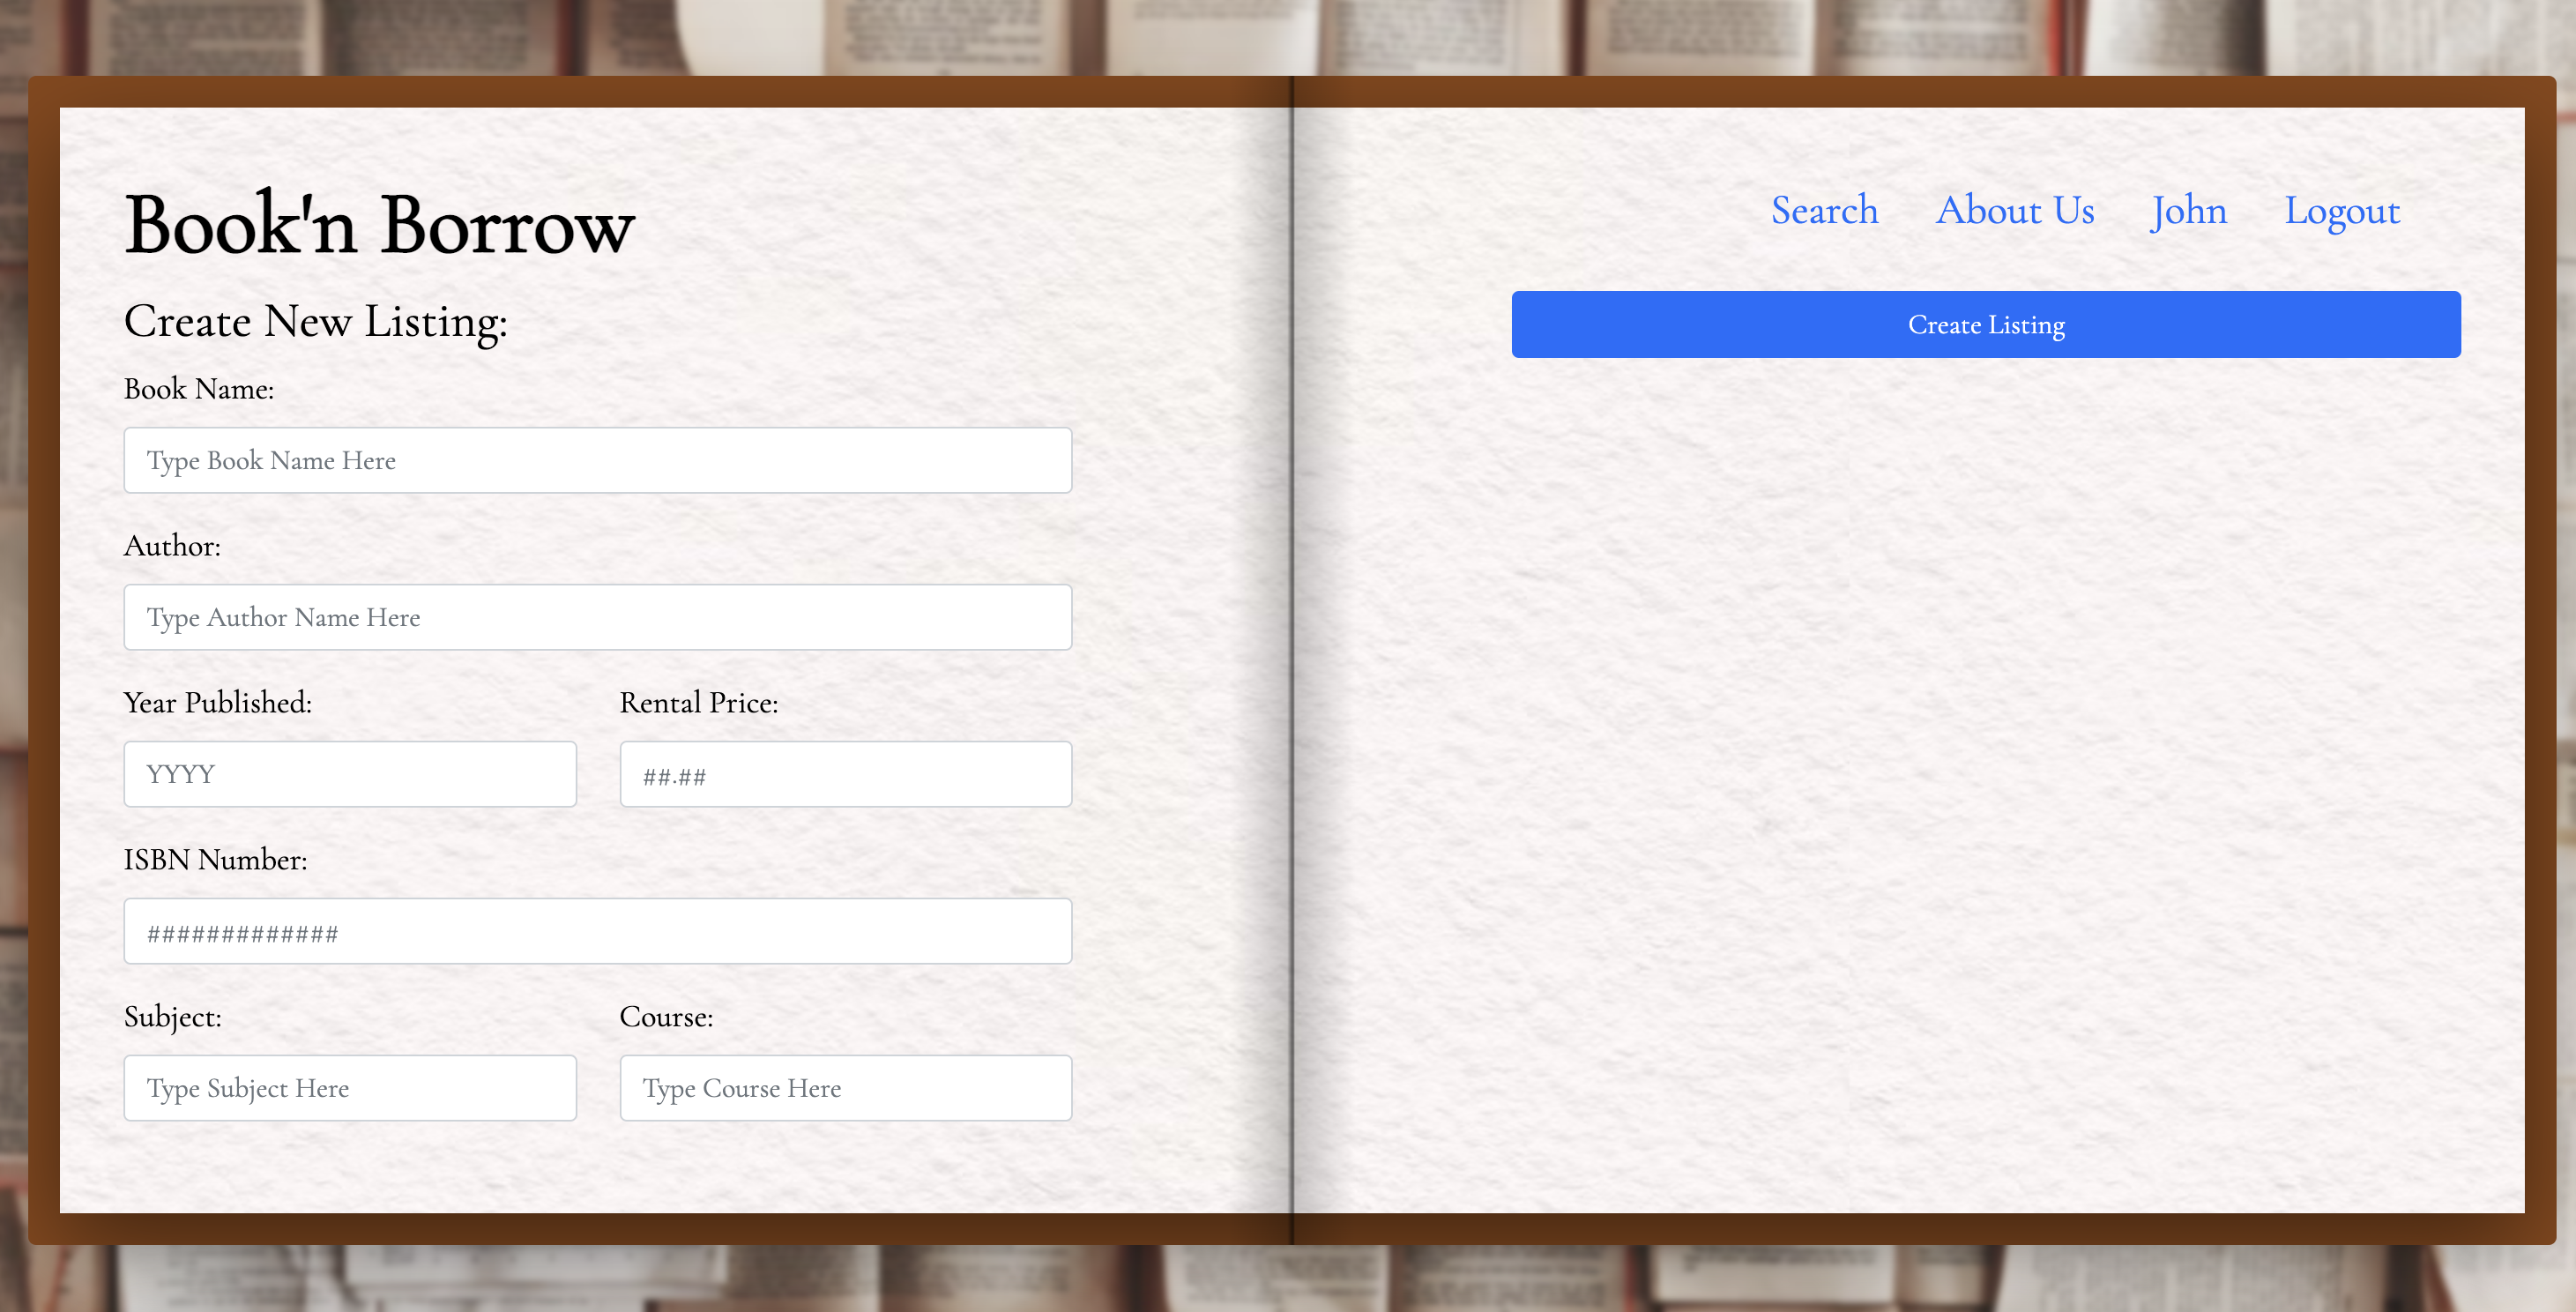 Book'n Borrow
Search About Us John Logout
Create New Listing:
Create Listing
Book Name:
Type Book Name Here
Author:
Type Author Name Here
Year Published: Rental Price:
YYYY ##.##
ISBN Number:
#############
Subject: Course:
Type Subject Here Type Course Here